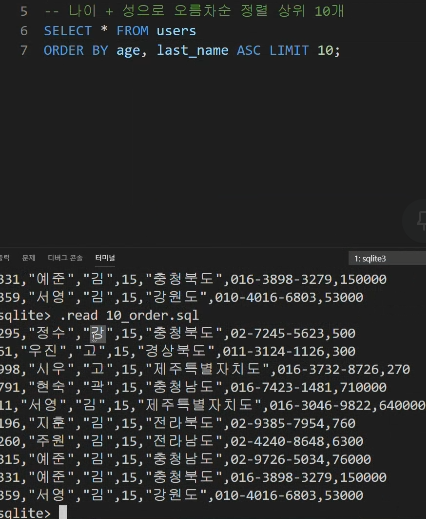 5 -- 나이 + 성으로 오름차순 정렬 상위 10개
6 SELECT * FROM users
7 ORDER BY age, last_name ASC LIMIT 10;
문제 디버그 콘솔 터미널 1: sqlite3
331,"예준","김",15,"충청북도",016-3898-3279,150000
359,"서영","김",15,"강원도",010-4016-6803,53000
sqlite> .read 10_order.sql
295,"정수","강",15,"충청북도",02-7245-5623,500
61,"우진","고",15,"경상북도",011-3124-1126,300
998,"시우","고",15,"제주특별자치도",016-3732-8726,270
791,"현숙","곽",15,"충청남도",016-7423-1481,710000
11,"서영","김",15,"제주특별자치도",016-3046-9822,640000
196,"지훈","김",15,"전라북도",02-9385-7954,760
260,"주원","김",15,"전라남도",02-4240-8648,6300
315,"예준","김",15,"충청남도",02-9726-5034,76000
331,"예준","김",15,"충청북도",016-3898-3279,150000
359,"서영","김",15,"강원도",010-4016-6803,53000
sqlite>